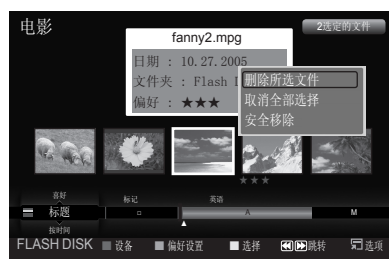 电影
fanny2.mpg
2选定的文件
日期 : 10.27.2005
文件夹 : Flash
偏好 : ★★★
删除所选文件
取消全部选择
安全移除
★★★
喜好
标记
英语
标题
A
M
按时间
FLASH DISK 设备 偏好设置 选择 跳转 选项